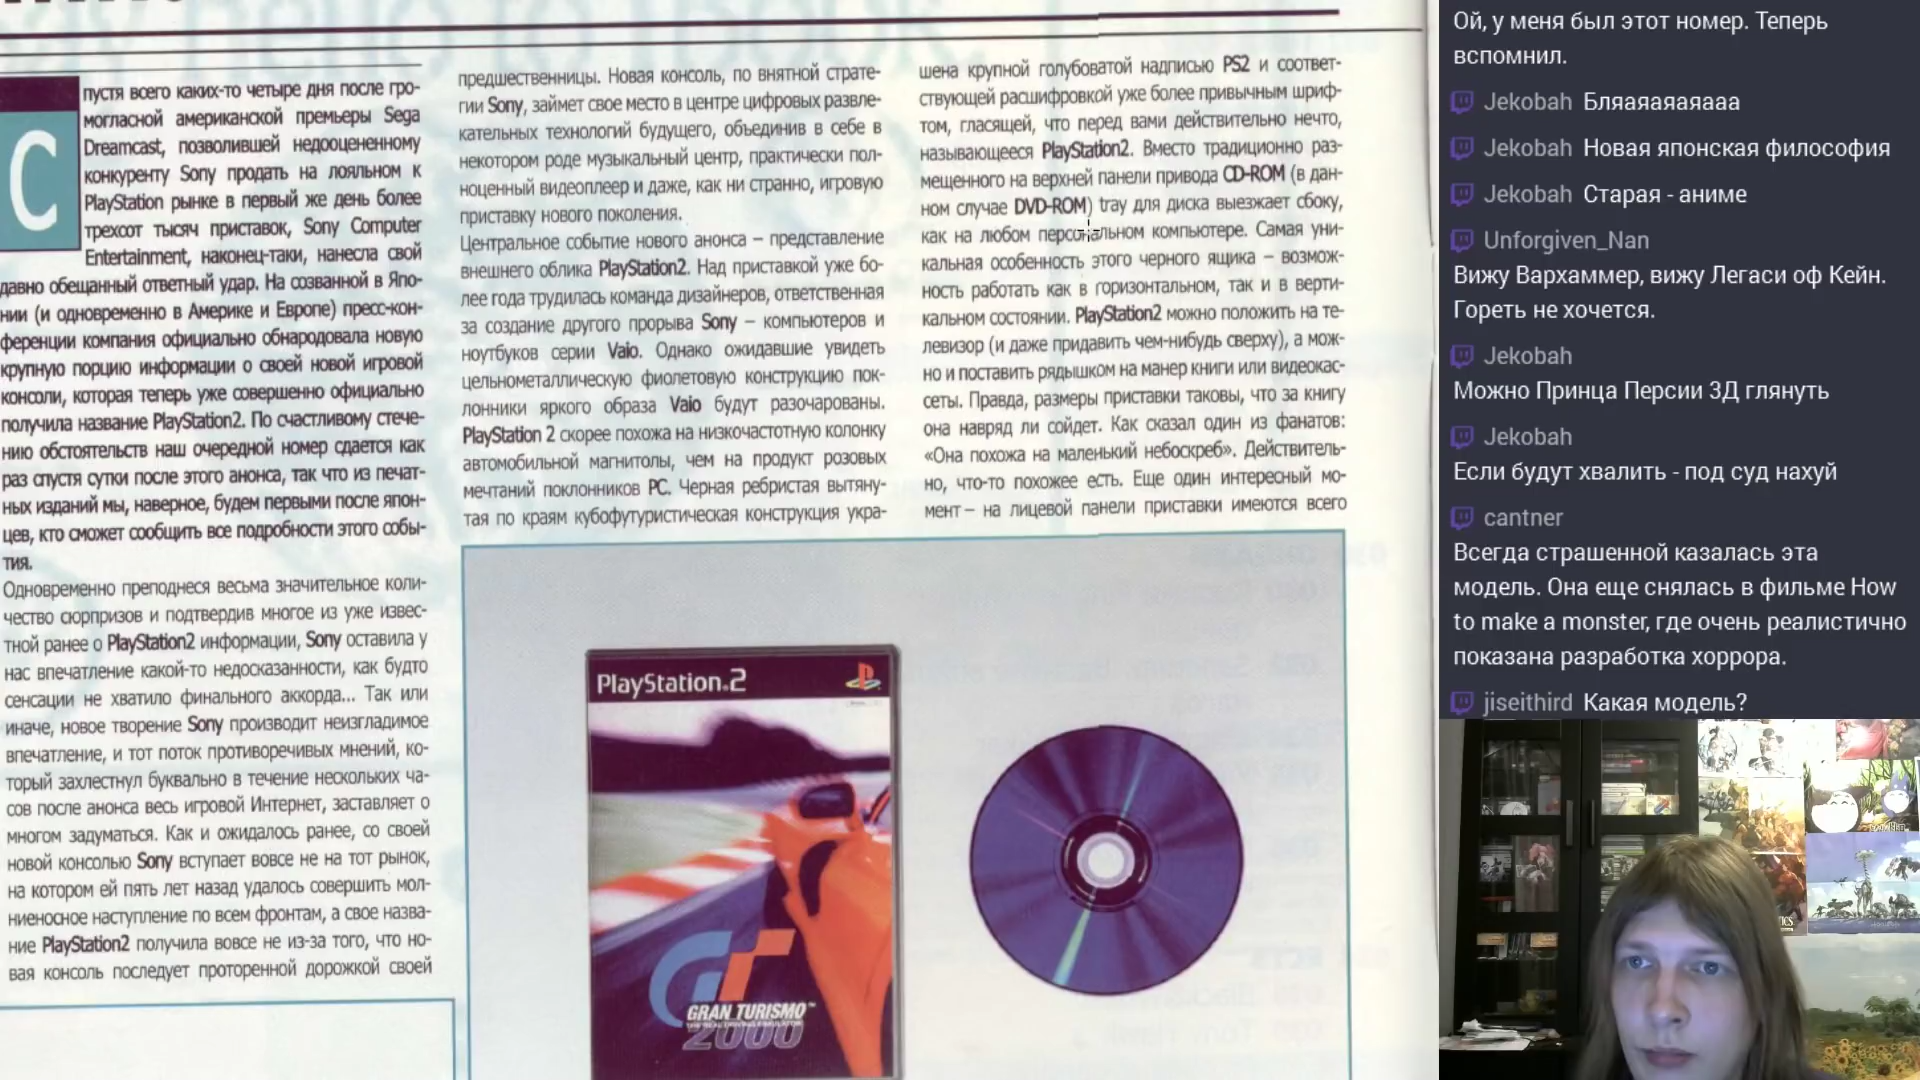 С
пустя всего каких-то четыре дня после гро-
могласной американской премьеры Sega
Dreamcast, позволившей недооцененному
конкуренту Sony продать на лояльном к
PlayStation рынке в первый же день более
трехсот тысяч приставок, Sony Computer
Entertainment, наконец-таки, нанесла свой
давно обещанный ответный удар. На созванной в Япо-
нии (и одновременно в Америке и Европе) пресс-кон-
ференции компания официально обнародовала новую
крупную порцию информации о своей новой игровой
консоли, которая теперь уже совершенно официально
получила название PlayStation2. По счастливому стече-
нию обстоятельств наш очередной номер сдается как
раз спустя сутки после этого анонса, так что из печат-
ных изданий мы, наверное, будем первыми после япон-
цев, кто сможет сообщить все подробности этого собы-
тия.
Одновременно преподнеся весьма значительное коли-
чество сюрпризов и подтвердив многое из уже извес-
тной ранее о PlayStation2 информации, Sony оставила у
нас впечатление какой-то недосказанности, как будто
сенсации не хватило финального аккорда... Так или
иначе, новое творение Sony производит неизгладимое
впечатление, и тот поток противоречивых мнений, ко-
торый захлестнул буквально в течение нескольких ча-
сов после анонса весь игровой Интернет, заставляет о
многом задуматься. Как и ожидалось ранее, со своей
новой консолью Sony вступает вовсе не на тот рынок,
на котором ей пять лет назад удалось совершить мол-
ниеносное наступление по всем фронтам, а свое назва-
ние PlayStation2 получила вовсе не из-за того, что но-
вая консоль последует проторенной дорожкой своей
предшественницы. Новая консоль, по внятной страте-
гии Sony, займет свое место в центре цифровых развле-
кательных технологий будущего, объединив в себе в
некотором роде музыкальный центр, практически пол-
ноценный видеоплеер и даже, как ни странно, игровую
приставку нового поколения.
Центральное событие нового анонса – представление
внешнего облика PlayStation2. Над приставкой уже бо-
лее года трудилась команда дизайнеров, ответственная
за создание другого прорыва Sony – компьютеров и
ноутбуков серии Vaio. Однако ожидавшие увидеть
цельнометаллическую фиолетовую конструкцию пок-
лонники яркого образа Vaio будут разочарованы.
PlayStation 2 скорее похожа на низкочастотную колонку
автомобильной магнитолы, чем на продукт розовых
мечтаний поклонников PC. Черная ребристая вытяну-
тая по краям кубофутуристическая конструкция укра-
шена крупной голубоватой надписью PS2 и соответ-
ствующей расшифровкой уже более привычным шриф-
том, гласящей, что перед вами действительно нечто,
называющееся PlayStation2. Вместо традиционно раз-
мещенного на верхней панели привода CD-ROM (в дан-
ном случае DVD-ROM) tray для диска выезжает сбоку,
как на любом персональном компьютере. Самая уни-
кальная особенность этого черного ящика – возмож-
ность работать как в горизонтальном, так и в верти-
кальном состоянии. PlayStation2 можно положить на те-
левизор (и даже придавить чем-нибудь сверху), а мож-
но и поставить рядышком на манер книги или видеокас-
сеты. Правда, размеры приставки таковы, что за книгу
она навряд ли сойдет. Как сказал один из фанатов:
«Она похожа на маленький небоскреб». Действитель-
но, что-то похожее есть. Еще один интересный мо-
мент – на лицевой панели приставки имеются всего
PlayStation.2
GT
GRAN TURISMO™
THE REAL DRIVING SIMULATOR
2000
Ой, у меня был этот номер. Теперь
вспомнил.
Jekobah Бляаяаяаяааа
Jekobah Новая японская философия
Jekobah Старая - аниме
Unforgiven_Nan
Вижу Вархаммер, вижу Легаси оф Кейн.
Гореть не хочется.
Jekobah
Можно Принца Персии 3Д глянуть
Jekobah
Если будут хвалить - под суд нахуй
cantner
Всегда страшенной казалась эта
модель. Она еще снялась в фильме How
to make a monster, где очень реалистично
показана разработка хоррора.
jiseithird Какая модель?